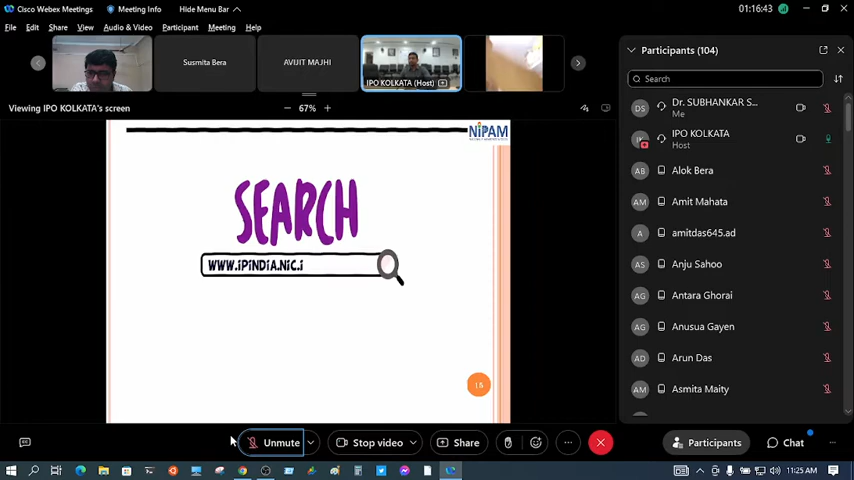 Cisco Webex Meetings
Meeting Info
Hide Menu Bar
01:16:43
File
Edit
Share
View
Audio & Video
Participant
Meeting
Help
Susmita Bera
AVIJIT MAJHI
IPO KOLKATA (Host)
Viewing IPO KOLKATA's screen
67%
NiPAM
SEARCH
WWW.iPiNDiA.NiC.i
Participants (104)
Search
DS
Dr. SUBHANKAR S...
Me
IPO KOLKATA
Host
AB
Alok Bera
AM
Amit Mahata
A
amitdas645.ad
AS
Anju Sahoo
AG
Antara Ghorai
AG
Anusua Gayen
AD
Arun Das
AM
Asmita Maity
Unmute
Stop video
Share
Participants
Chat
11:25 AM